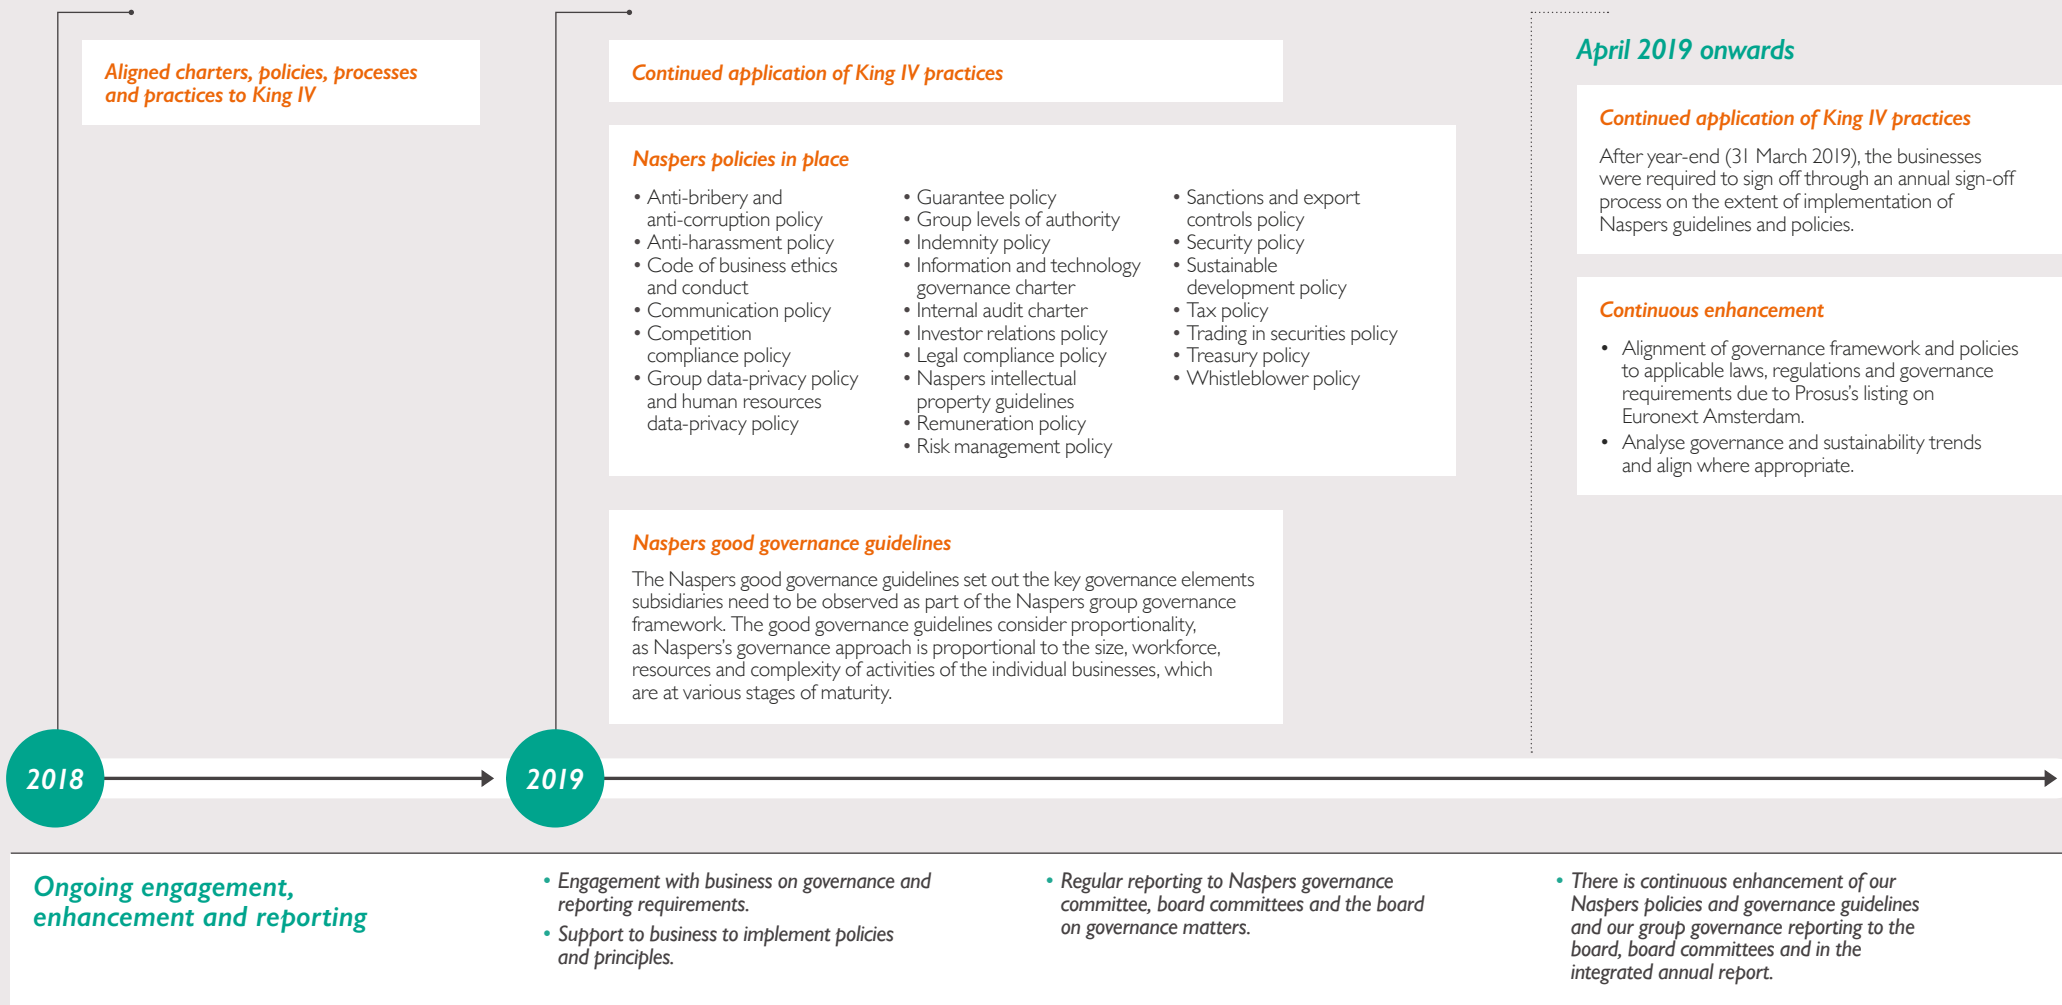 Aligned charters, policies, processes
and practices to King IV
Continued application of King IV practices
Naspers policies in place
• Anti-bribery and
anti-corruption policy
• Anti-harassment policy
• Code of business ethics
and conduct
• Communication policy
• Competition
compliance policy
• Group data-privacy policy
and human resources
data-privacy policy
• Guarantee policy
• Group levels of authority
• Indemnity policy
• Information and technology
governance charter
• Internal audit charter
• Investor relations policy
• Legal compliance policy
• Naspers intellectual
property guidelines
• Remuneration policy
• Risk management policy
• Sanctions and export
controls policy
• Security policy
• Sustainable
development policy
• Tax policy
• Trading in securities policy
• Treasury policy
• Whistleblower policy
Naspers good governance guidelines
The Naspers good governance guidelines set out the key governance elements
subsidiaries need to be observed as part of the Naspers group governance
framework. The good governance guidelines consider proportionality,
as Naspers's governance approach is proportional to the size, workforce,
resources and complexity of activities of the individual businesses, which
are at various stages of maturity.
April 2019 onwards
Continued application of King IV practices
After year-end (31 March 2019), the businesses
were required to sign off through an annual sign-off
process on the extent of implementation of
Naspers guidelines and policies.
Continuous enhancement
• Alignment of governance framework and policies
to applicable laws, regulations and governance
requirements due to Prosus's listing on
Euronext Amsterdam.
• Analyse governance and sustainability trends
and align where appropriate.
2018
2019
Ongoing engagement,
enhancement and reporting
• Engagement with business on governance and
reporting requirements.
• Support to business to implement policies
and principles.
• Regular reporting to Naspers governance
committee, board committees and the board
on governance matters.
• There is continuous enhancement of our
Naspers policies and governance guidelines
and our group governance reporting to the
board, board committees and in the
integrated annual report.